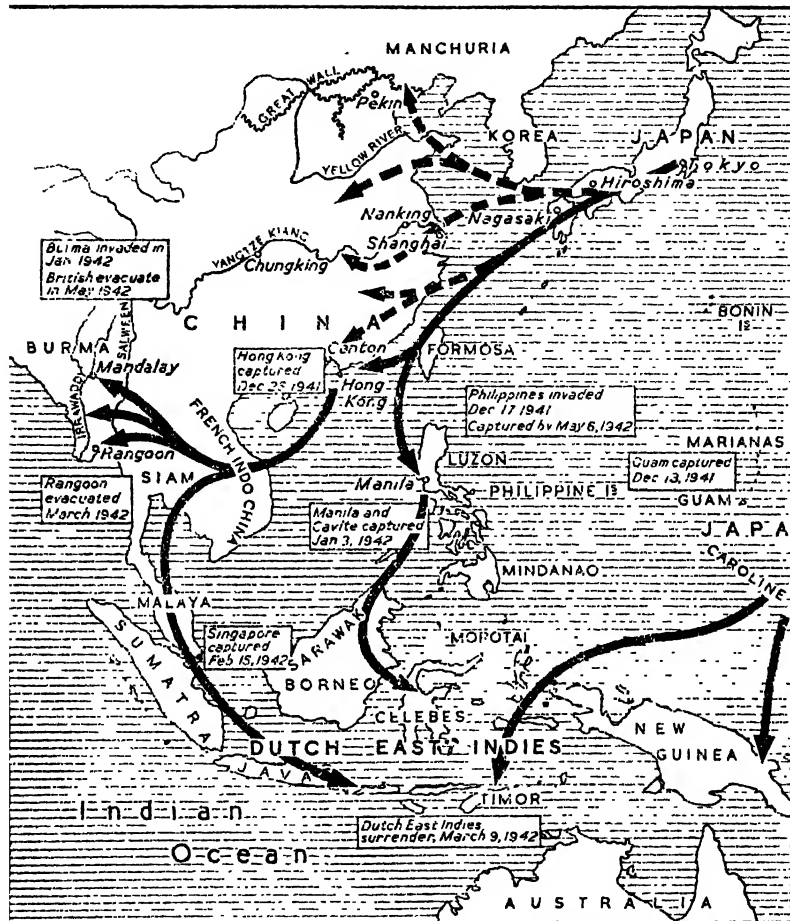 MANCHURIA
GREAT WALL
Pekin
KOREA
JAPAN
YELLOW RIVER
Tokyo
Hiroshima
Nanking
Nagasaki
Shanghai
YANGTZE KIANG
Chungking
Burma invaded in
Jan 1942
British evacuate
in May 1942
CHINA
SALWEEN
BONIN
Is
BURMA
Mandalay
Canton
FORMOSA
Hong Kong
captured
Dec 25, 1941
Hong
Kong
IRRAWADDY
Philippines invaded
Dec 17 1941
Captured by May 6, 1942
FRENCH INDO CHINA
Rangoon
SIAM
LUZON
MARIANAS
Guam captured
Dec 13, 1941
Manila
PHILIPPINE Is
GUAM
Rangoon
evacuated
March 1942
Manila and
Cavite captured
Jan 3, 1942
JAPA
CAROLINE
MINDANAO
MALAYA
SUMATRA
Singapore
captured
Feb 15, 1942
SARAWAK
MOROTAI
BORNEO
CELEBES
NEW
GUINEA
DUTCH EAST INDIES
JAVA
TIMOR
Indian
Ocean
Dutch East Indies
surrender, March 9, 1942
AUSTRALIA